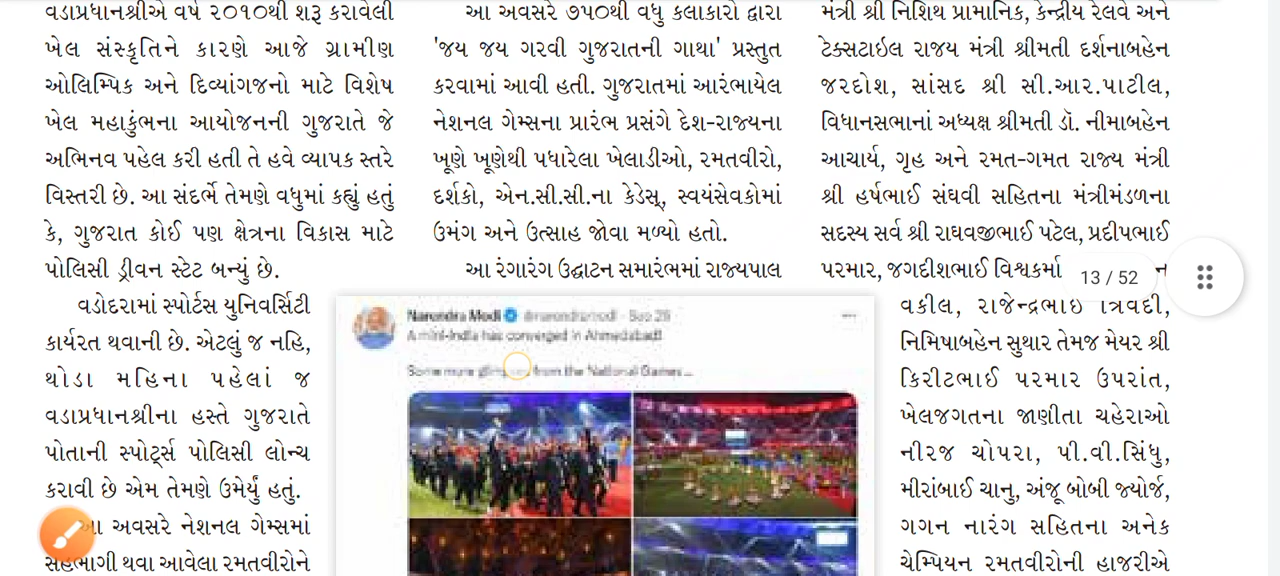 વડાપ્રધાનશ્રીએ વર્ષ ૨૦૧૦થી શરૂ કરાવેલી
ખેલ સંસ્કૃતિને કારણે આજે ગ્રામીણ
ઓલિમ્પિક અને દિવ્યાંગજનો માટે વિશેષ
ખેલ મહાકુંભના આયોજનની ગુજરાતે જે
અભિનવ પહેલ કરી હતી તે હવે વ્યાપક સ્તરે
વિસ્તરી છે. આ સંદર્ભે તેમણે વધુમાં કહ્યું હતું
કે, ગુજરાત કોઈ પણ ક્ષેત્રના વિકાસ માટે
પોલિસી ડ્રીવન સ્ટેટ બન્યું છે.
વડોદરામાં સ્પોર્ટસ યુનિવર્સિટી
કાર્યરત થવાની છે. એટલું જ નહિ,
થોડા મહિના પહેલાં જ
વડાપ્રધાનશ્રીના હસ્તે ગુજરાતે
પોતાની સ્પોર્ટ્સ પોલિસી લોન્ચ
કરાવી છે એમ તેમણે ઉમેર્યું હતું.
આ અવસરે નેશનલ ગેમ્સમાં
સહભાગી થવા આવેલા રમતવીરોને
આ અવસરે ૭૫૦થી વધુ કલાકારો દ્વારા
'જય જય ગરવી ગુજરાતની ગાથા' પ્રસ્તુત
કરવામાં આવી હતી. ગુજરાતમાં આરંભાયેલ
નેશનલ ગેમ્સના પ્રારંભ પ્રસંગે દેશ-રાજ્યના
ખૂણે ખૂણેથી પધારેલા ખેલાડીઓ, રમતવીરો,
દર્શકો, એન.સી.સી.ના કેડેસ્, સ્વયંસેવકોમાં
ઉમંગ અને ઉત્સાહ જોવા મળ્યો હતો.
આ રંગારંગ ઉદ્ઘાટન સમારંભમાં રાજ્યપાલ
Narendra Modi @narendramodi · Sep 29
A mini-India has converged in Ahmedabad!
Some more from the National Games...
મંત્રી શ્રી નિશિથ પ્રામાનિક, કેન્દ્રીય રેલવે અને
ટેક્સટાઇલ રાજય મંત્રી શ્રીમતી દર્શનાબહેન
જરદોશ, સાંસદ શ્રી સી.આર.પાટીલ,
વિધાનસભાનાં અધ્યક્ષ શ્રીમતી ડૉ. નીમાબહેન
આચાર્ય, ગૃહ અને રમત-ગમત રાજ્ય મંત્રી
શ્રી હર્ષભાઈ સંઘવી સહિતના મંત્રીમંડળના
સદસ્ય સર્વ શ્રી રાઘવજીભાઈ પટેલ, પ્રદીપભાઈ
પરમાર, જગદીશભાઈ વિશ્વકર્મા
13 / 52
વકીલ, રાજેન્દ્રભાઈ ત્રિવેદી,
નિમિષાબહેન સુથાર તેમજ મેયર શ્રી
કિરીટભાઈ પરમાર ઉપરાંત,
ખેલજગતના જાણીતા ચહેરાઓ
નીરજ ચોપરા, પી.વી.સિંધુ,
મીરાંબાઈ ચાનુ, અંજૂ બોબી જ્યોર્જ,
ગગન નારંગ સહિતના અનેક
ચેમ્પિયન રમતવીરોની હાજરીએ